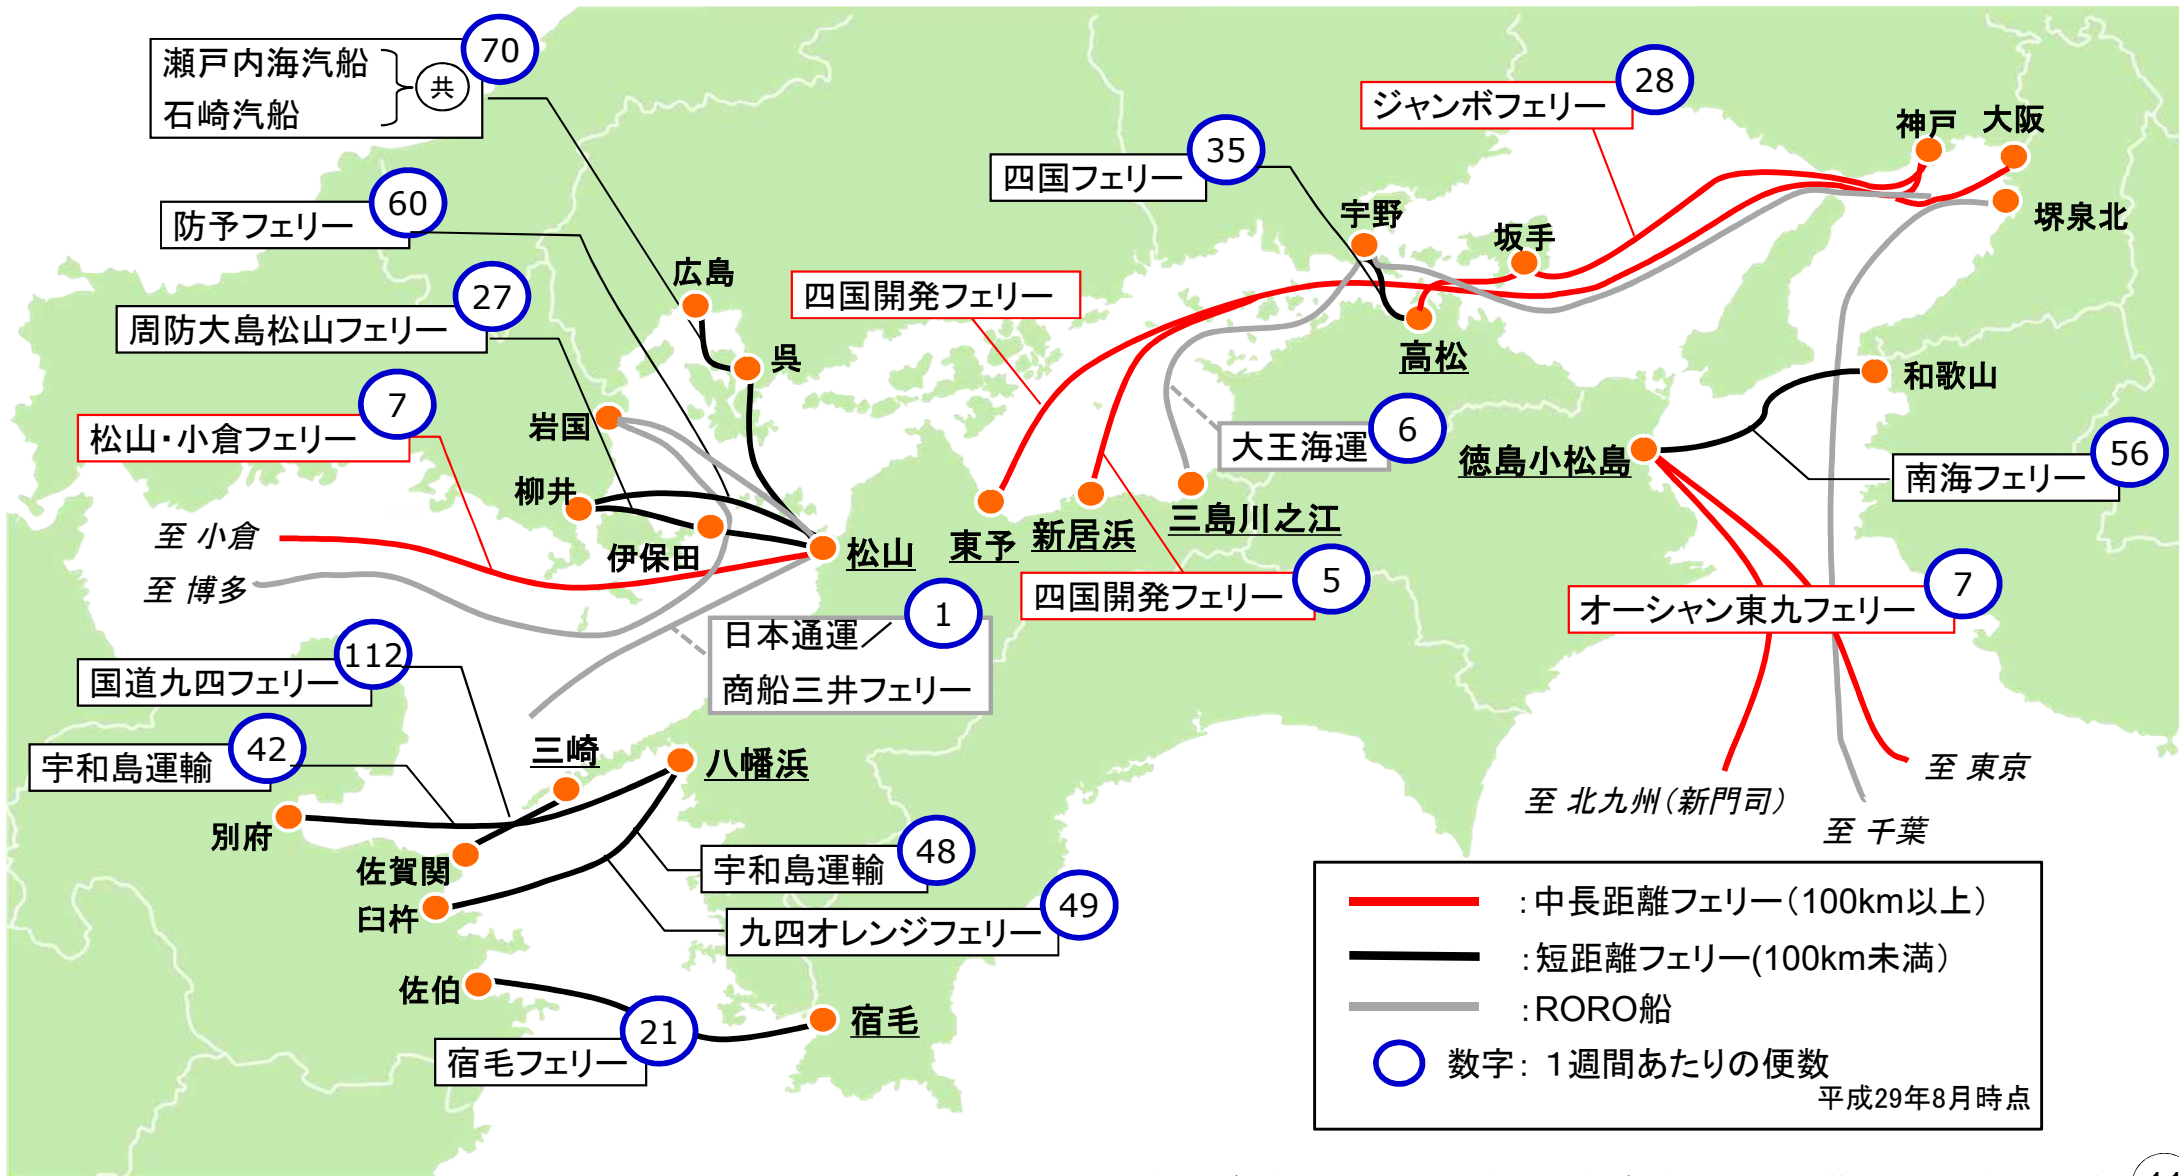 瀬戸内海汽船
石崎汽船
共
70
防予フェリー
60
周防大島松山フェリー
27
松山・小倉フェリー
7
至 小倉
至 博多
国道九四フェリー
112
宇和島運輸
42
別府
佐賀関
臼杵
佐伯
三崎
八幡浜
宇和島運輸
48
九四オレンジフェリー
49
宿毛フェリー
21
宿毛
広島
呉
岩国
柳井
伊保田
松山
日本通運／
商船三井フェリー
1
四国開発フェリー
東予
新居浜
三島川之江
四国開発フェリー
5
大王海運
6
四国フェリー
35
宇野
坂手
高松
ジャンボフェリー
28
神戸
大阪
堺泉北
和歌山
徳島小松島
南海フェリー
56
オーシャン東九フェリー
7
至 東京
至 北九州（新門司）
至 千葉
：中長距離フェリー（100km以上）
：短距離フェリー(100km未満）
：RORO船
数字： １週間あたりの便数
平成29年8月時点